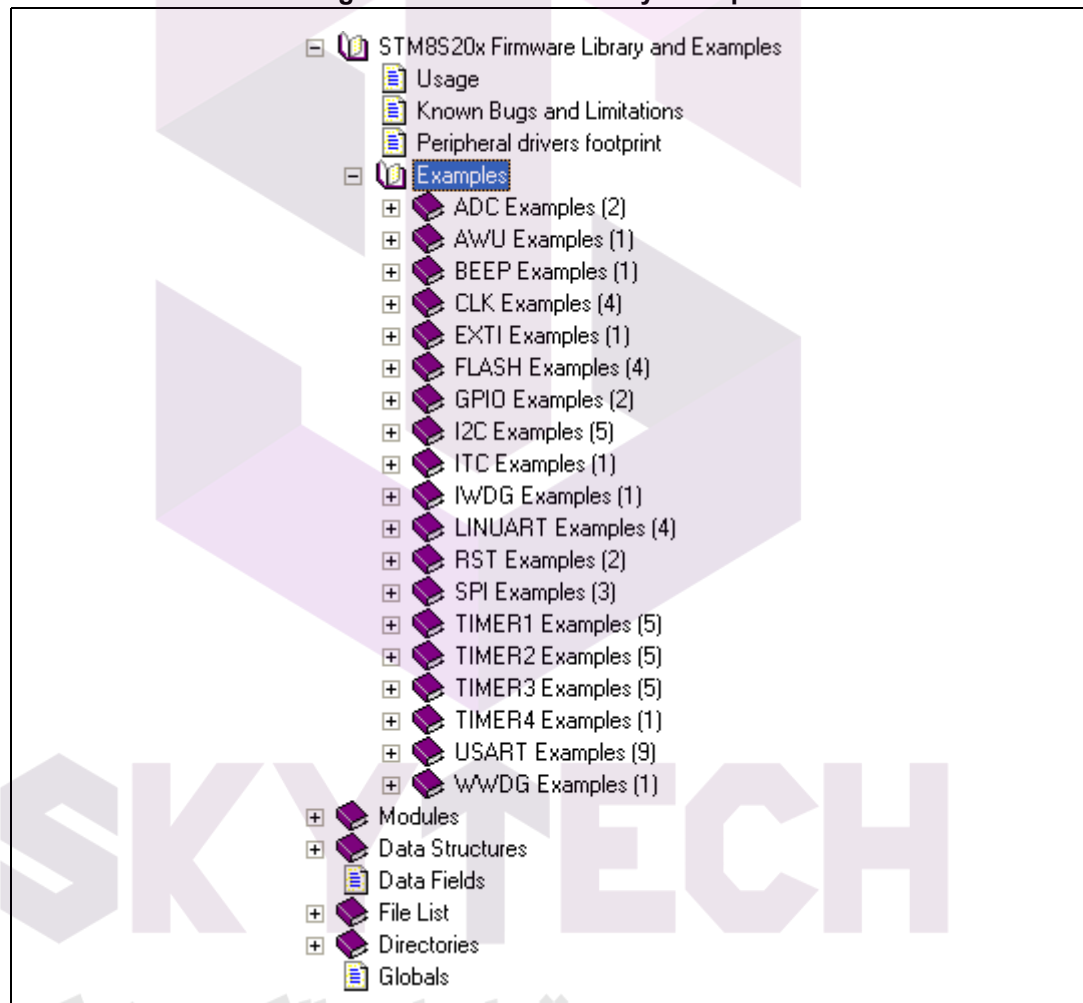 STM8S20x Firmware Library and Examples
Usage
Known Bugs and Limitations
Peripheral drivers footprint
Examples
ADC Examples (2)
AWU Examples (1)
BEEP Examples (1)
CLK Examples (4)
EXTI Examples (1)
FLASH Examples (4)
GPIO Examples (2)
I2C Examples (5)
ITC Examples (1)
IWDG Examples (1)
LINUART Examples (4)
RST Examples (2)
SPI Examples (3)
TIMER1 Examples (5)
TIMER2 Examples (5)
TIMER3 Examples (5)
TIMER4 Examples (1)
USART Examples (9)
WWDG Examples (1)
Modules
Data Structures
Data Fields
File List
Directories
Globals
SKYTECH